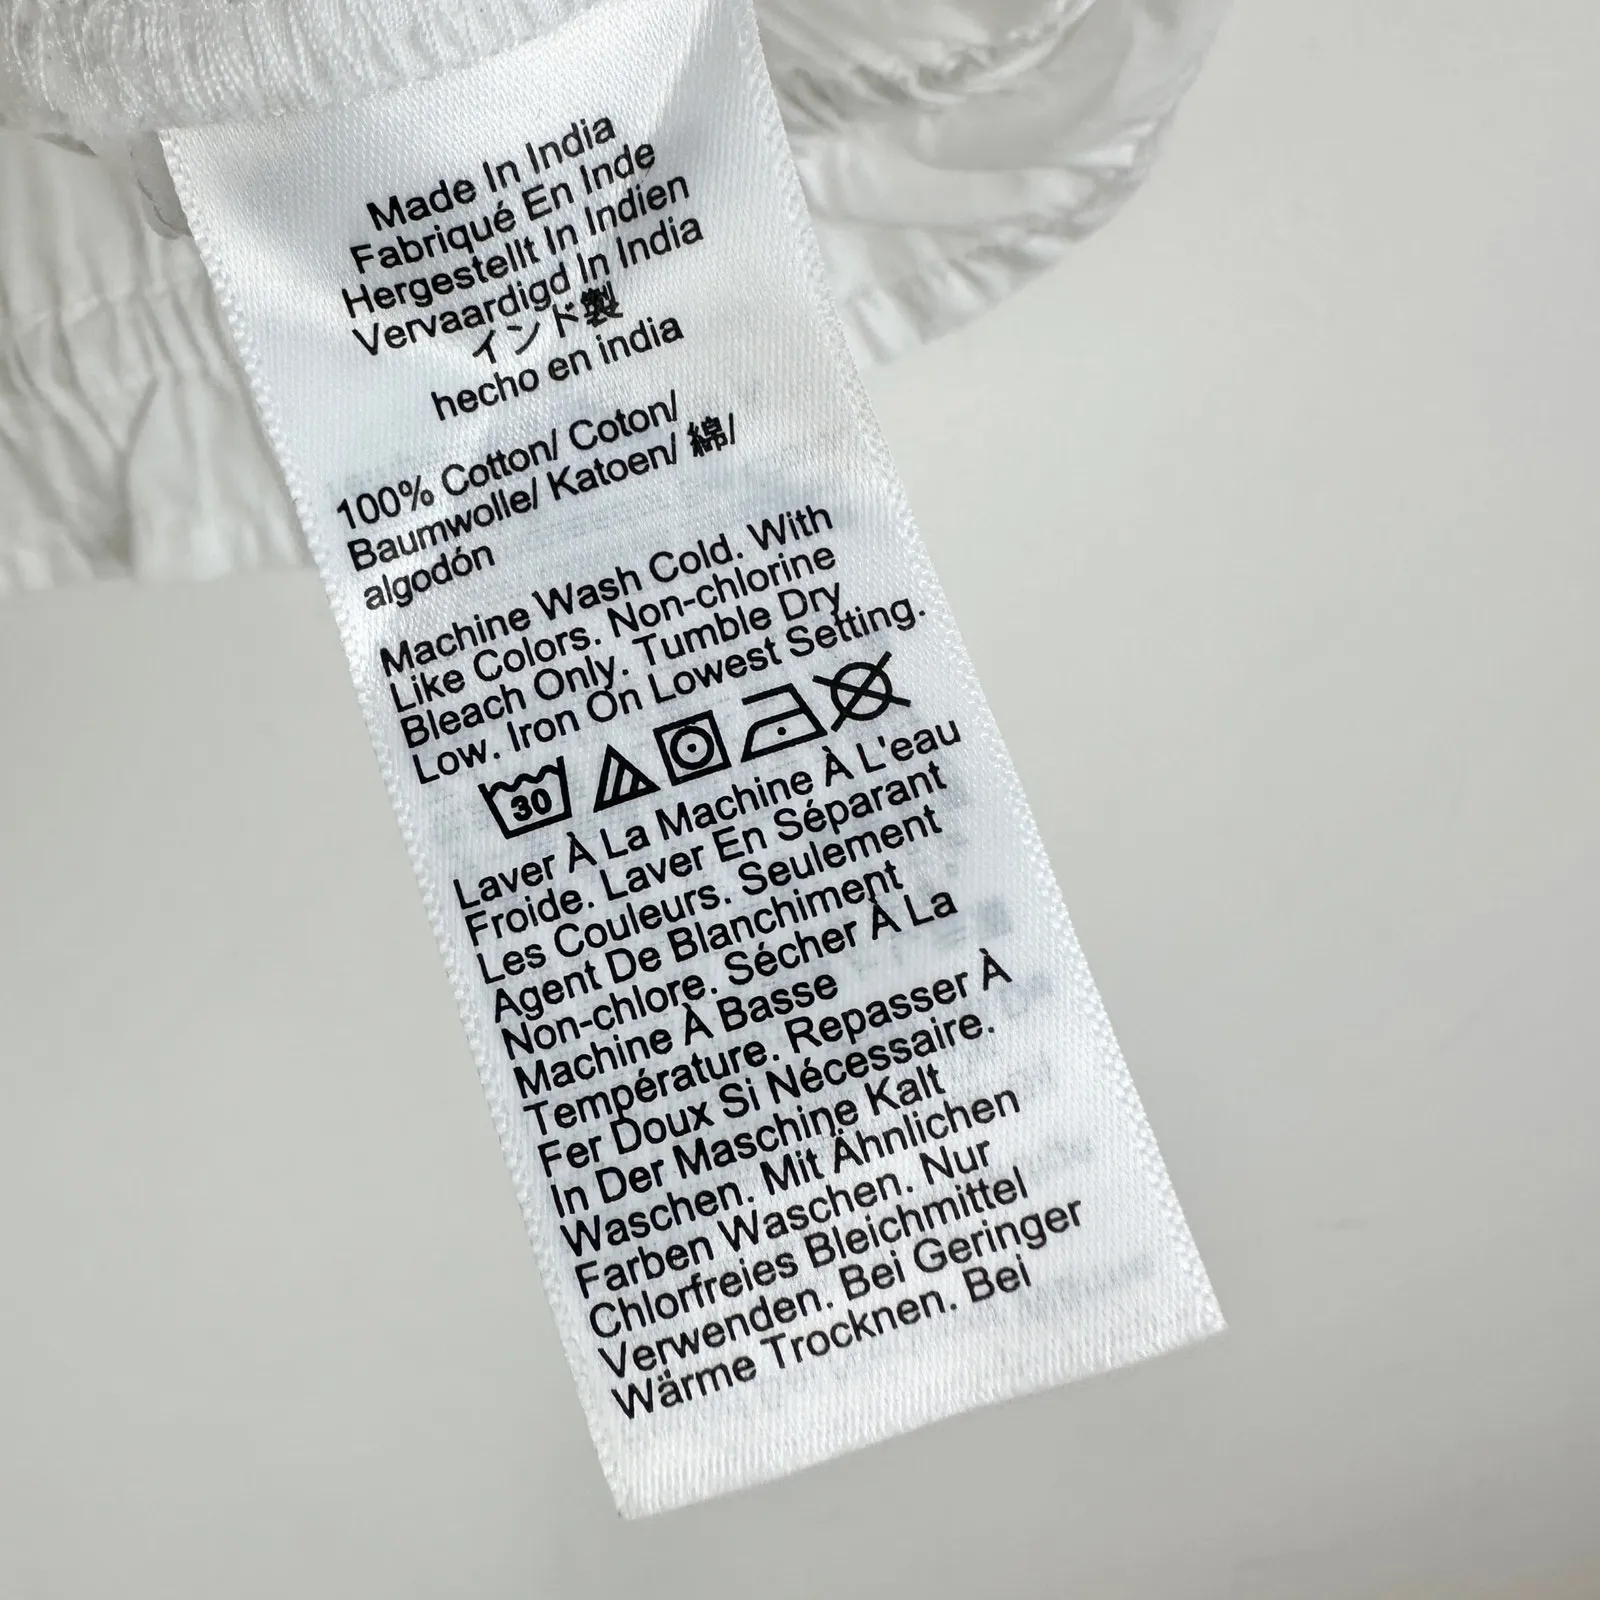 Made In India
Fabriqué En Inde
Hergestellt In Indien
Vervaardigd In India
インド製
hecho en india
100% Cotton/ Coton/
Baumwolle/ Katoen/ 綿/
algodón
Machine Wash Cold. With
Like Colors. Non-chlorine
Bleach Only. Tumble Dry
Low. Iron On Lowest Setting.
30
Laver À La Machine À L'eau
Froide. Laver En Séparant
Les Couleurs. Seulement
Agent De Blanchiment
Non-chlore. Sécher À La
Machine À Basse
Température. Repasser À
Fer Doux Si Nécessaire.
In Der Maschine Kalt
Waschen. Mit Ähnlichen
Farben Waschen. Nur
Chlorfreies Bleichmittel
Verwenden. Bei Geringer
Wärme Trocknen. Bei